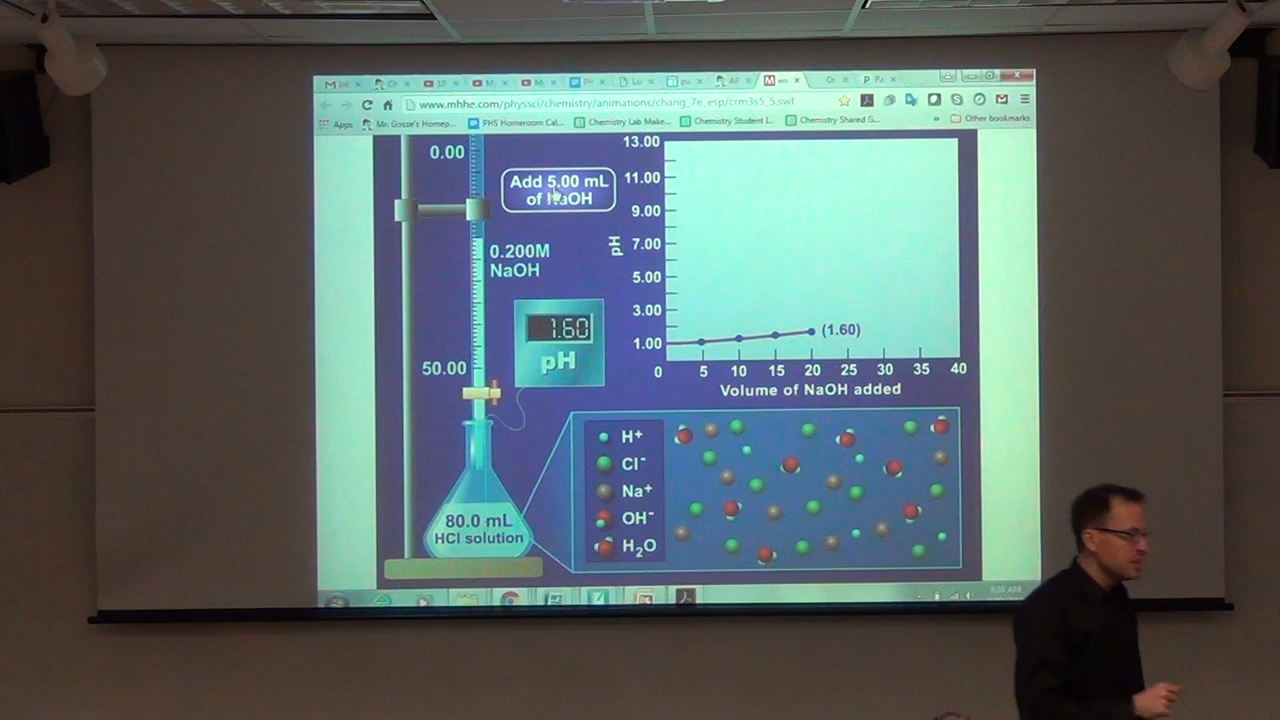 www.mhhe.com/physsci/chemistry/animations/chang_7e_esp/crm3s5_5.swf
Apps
Mr. Gosse's Homep...
PHS Homeroom Cal...
Chemistry Lab Make...
Chemistry Student I...
Chemistry Shared G...
»
Other bookmarks
0.00
Add 5.00 mL
of NaOH
0.200M
NaOH
1.60
pH
50.00
80.0 mL
HCl solution
13.00
11.00
9.00
7.00
5.00
3.00
1.00
pH
(1.60)
0 5 10 15 20 25 30 35 40
Volume of NaOH added
H+
Cl-
Na+
OH-
H2O